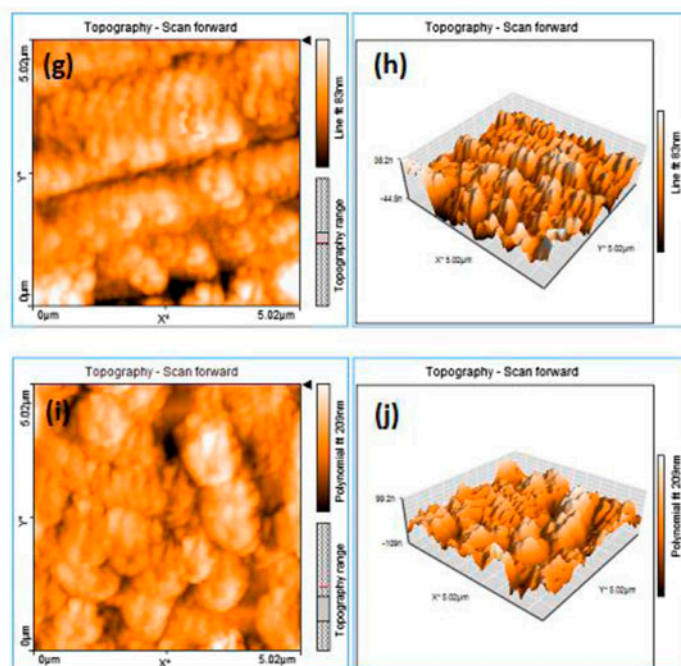 Topography - Scan forward
(g)
5.02µm
Y*
0µm
0µm
X*
5.02µm
Line fit 83nm
Topography range
Topography - Scan forward
(h)
38.2n
-44.8n
X* 5.02µm
Y* 5.02µm
Line fit 83nm
Topography - Scan forward
(i)
5.02µm
Y*
0µm
0µm
X*
5.02µm
Polynomial fit 209nm
Topography range
Topography - Scan forward
(j)
99.2n
-109n
X* 5.02µm
Y* 5.02µm
Polynomial fit 209nm